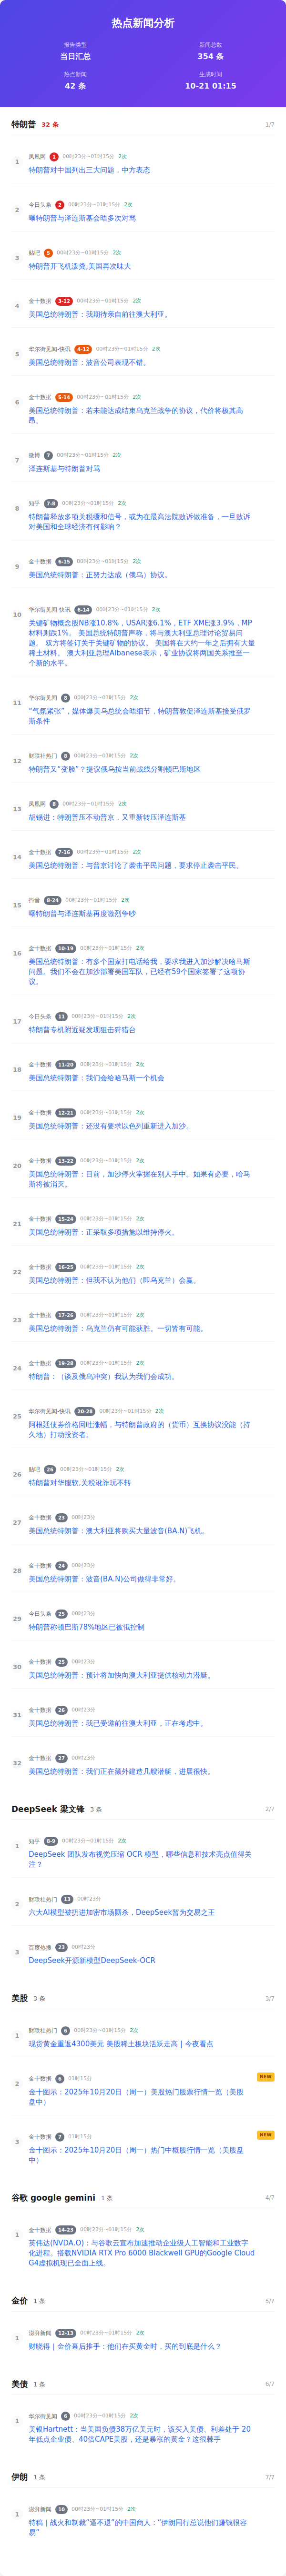 热点新闻分析
报告类型
当日汇总
新闻总数
354 条
热点新闻
42 条
生成时间
10-21 01:15
特朗普 32 条 1/7
1 凤凰网 1 00时23分~01时15分 2次
特朗普对中国列出三大问题，中方表态
2 今日头条 2 00时23分~01时15分 2次
曝特朗普与泽连斯基会晤多次对骂
3 贴吧 5 00时23分~01时15分 2次
特朗普开飞机泼粪,美国再次味大
4 金十数据 3-12 00时23分~01时15分 2次
美国总统特朗普：我期待亲自前往澳大利亚。
5 华尔街见闻-快讯 4-12 00时23分~01时15分 2次
美国总统特朗普：波音公司表现不错。
6 金十数据 5-14 00时23分~01时15分 2次
美国总统特朗普：若未能达成结束乌克兰战争的协议，代价将极其高
昂。
7 微博 7 00时23分~01时15分 2次
泽连斯基与特朗普对骂
8 知乎 7-8 00时23分~01时15分 2次
特朗普释放多项关税缓和信号，或为在最高法院败诉做准备，一旦败诉
对美国和全球经济有何影响？
9 金十数据 6-15 00时23分~01时15分 2次
美国总统特朗普：正努力达成（俄乌）协议。
10 华尔街见闻-快讯 6-14 00时23分~01时15分 2次
关键矿物概念股NB涨10.8%，USAR涨6.1%，ETF XME涨3.9%，MP
材料则跌1%。 美国总统特朗普声称，将与澳大利亚总理讨论贸易问
题。 双方将签订关于关键矿物的协议。 美国将在大约一年之后拥有大量
稀土材料。 澳大利亚总理Albanese表示，矿业协议将两国关系推至一
个新的水平。
11 华尔街见闻 8 00时23分~01时15分 2次
“气氛紧张”，媒体爆美乌总统会晤细节，特朗普敦促泽连斯基接受俄罗
斯条件
12 财联社热门 8 00时23分~01时15分 2次
特朗普又“变脸”？提议俄乌按当前战线分割顿巴斯地区
13 凤凰网 8 00时23分~01时15分 2次
胡锡进：特朗普压不动普京，又重新转压泽连斯基
14 金十数据 7-16 00时23分~01时15分 2次
美国总统特朗普：与普京讨论了袭击平民问题，要求停止袭击平民。
15 抖音 8-24 00时23分~01时15分 2次
曝特朗普与泽连斯基再度激烈争吵
16 金十数据 10-19 00时23分~01时15分 2次
美国总统特朗普：有多个国家打电话给我，要求我进入加沙解决哈马斯
问题。我们不会在加沙部署美国军队，已经有59个国家签署了这项协
议。
17 今日头条 11 00时23分~01时15分 2次
特朗普专机附近疑发现狙击狩猎台
18 金十数据 11-20 00时23分~01时15分 2次
美国总统特朗普：我们会给哈马斯一个机会
19 金十数据 12-21 00时23分~01时15分 2次
美国总统特朗普：还没有要求以色列重新进入加沙。
20 金十数据 13-22 00时23分~01时15分 2次
美国总统特朗普：目前，加沙停火掌握在别人手中。如果有必要，哈马
斯将被消灭。
21 金十数据 15-24 00时23分~01时15分 2次
美国总统特朗普：正采取多项措施以维持停火。
22 金十数据 16-25 00时23分~01时15分 2次
美国总统特朗普：但我不认为他们（即乌克兰）会赢。
23 金十数据 17-26 00时23分~01时15分 2次
美国总统特朗普：乌克兰仍有可能获胜。一切皆有可能。
24 金十数据 19-28 00时23分~01时15分 2次
特朗普：（谈及俄乌冲突）我认为我们会成功。
25 华尔街见闻-快讯 20-28 00时23分~01时15分 2次
阿根廷债券价格回吐涨幅，与特朗普政府的（货币）互换协议没能（持
久地）打动投资者。
26 贴吧 26 00时23分~01时15分 2次
特朗普对华服软,关税讹诈玩不转
27 金十数据 23 00时23分
美国总统特朗普：澳大利亚将购买大量波音(BA.N)飞机。
28 金十数据 24 00时23分
美国总统特朗普：波音(BA.N)公司做得非常好。
29 今日头条 25 00时23分
特朗普称顿巴斯78%地区已被俄控制
30 金十数据 25 00时23分
美国总统特朗普：预计将加快向澳大利亚提供核动力潜艇。
31 金十数据 26 00时23分
美国总统特朗普：我已受邀前往澳大利亚，正在考虑中。
32 金十数据 27 00时23分
美国总统特朗普：我们正在额外建造几艘潜艇，进展很快。
DeepSeek 梁文锋 3 条 2/7
1 知乎 8-9 00时23分~01时15分 2次
DeepSeek 团队发布视觉压缩 OCR 模型，哪些信息和技术亮点值得关
注？
2 财联社热门 13 00时23分
六大AI模型被扔进加密市场厮杀，DeepSeek暂为交易之王
3 百度热搜 23 00时23分
DeepSeek开源新模型DeepSeek-OCR
美股 3 条 3/7
1 财联社热门 6 00时23分~01时15分 2次
现货黄金重返4300美元 美股稀土板块活跃走高 | 今夜看点
2 金十数据 6 01时15分 NEW
金十图示：2025年10月20日（周一）美股热门股票行情一览（美股
盘中）
3 金十数据 7 01时15分 NEW
金十图示：2025年10月20日（周一）热门中概股行情一览（美股盘
中）
谷歌 google gemini 1 条 4/7
1 金十数据 14-23 00时23分~01时15分 2次
英伟达(NVDA.O)：与谷歌云宣布加速推动企业级人工智能和工业数字
化进程。搭载NVIDIA RTX Pro 6000 Blackwell GPU的Google Cloud
G4虚拟机现已全面上线。
金价 1 条 5/7
1 澎湃新闻 12-13 00时23分~01时15分 2次
财晓得｜金价幕后推手：他们在买黄金时，买的到底是什么？
美债 1 条 6/7
1 华尔街见闻 6 00时23分~01时15分 2次
美银Hartnett：当美国负债38万亿美元时，该买入美债、利差处于 20
年低点企业债、40倍CAPE美股，还是暴涨的黄金？这很棘手
伊朗 1 条 7/7
1 澎湃新闻 10 00时23分~01时15分 2次
特稿｜战火和制裁“逼不退”的中国商人：“伊朗同行总说他们赚钱很容
易”